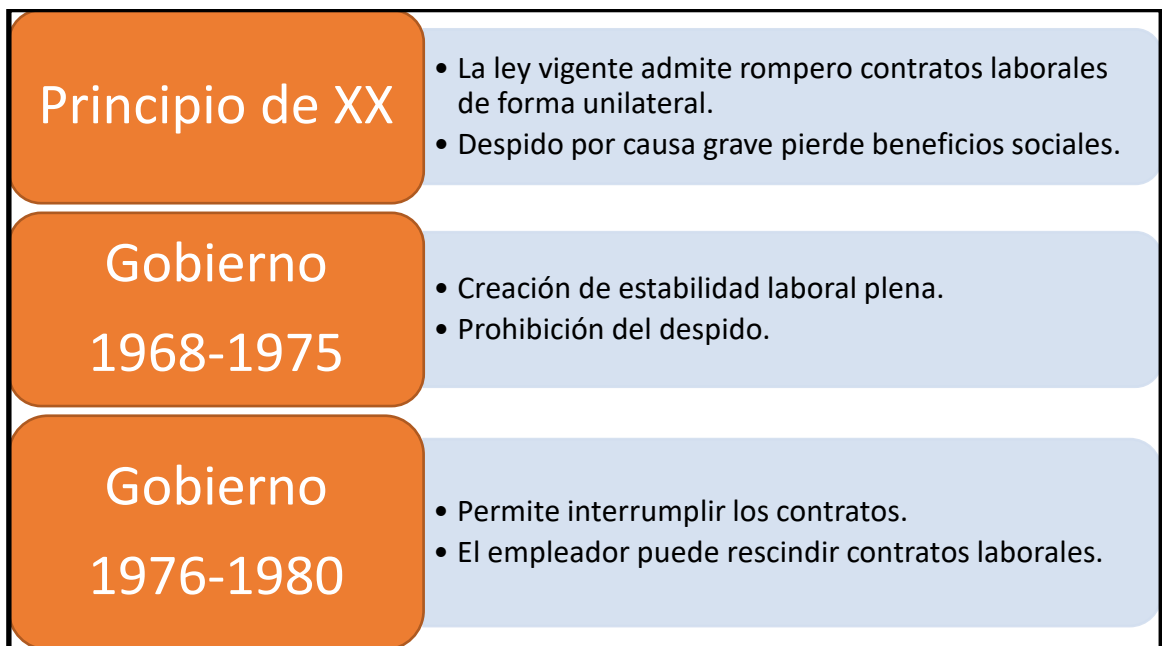 Principio de XX
• La ley vigente admite rompero contratos laborales
de forma unilateral.
• Despido por causa grave pierde beneficios sociales.
Gobierno
1968-1975
• Creación de estabilidad laboral plena.
• Prohibición del despido.
Gobierno
1976-1980
• Permite interrumplir los contratos.
• El empleador puede rescindir contratos laborales.